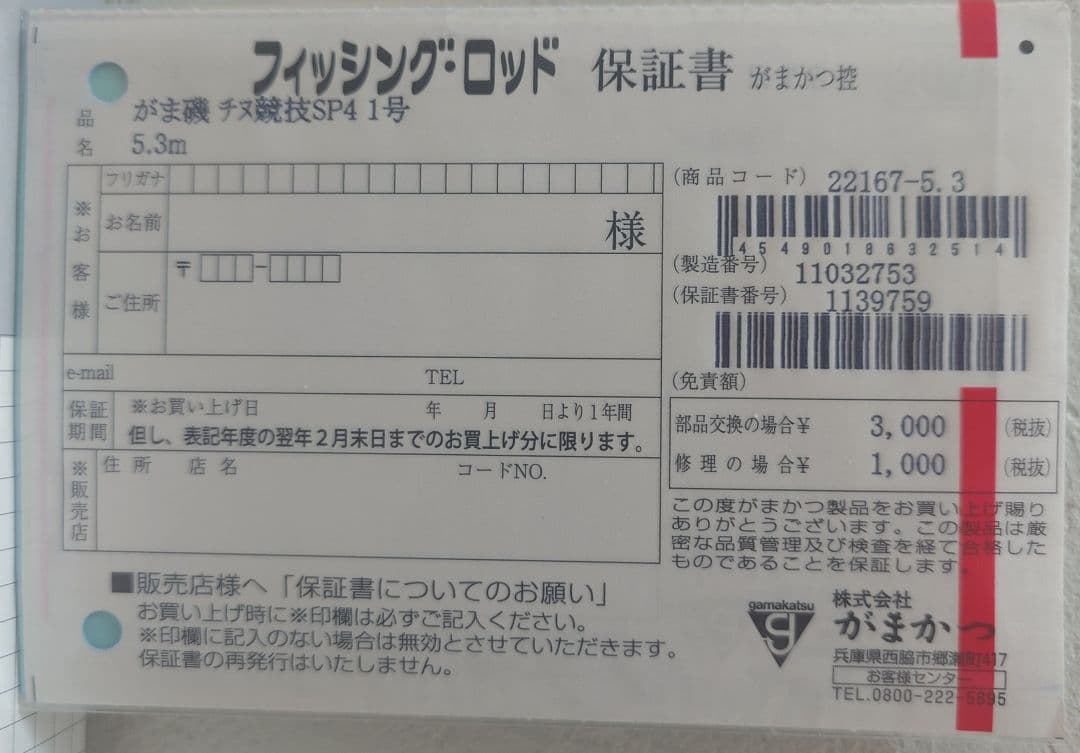 フィッシング・ロッド 保証書 がまかつ控
品名 がま磯 チヌ競技SP4 1号
5.3m
※お客様
フリガナ
お名前 様
〒 -
ご住所
e-mail TEL
保証期間 ※お買い上げ日 年 月 日より1年間
但し、表記年度の翌年2月末日までのお買上げ分に限ります。
※販売店 住所 店名 コードNO.
(商品コード) 22167-5.3
4549018632514
(製造番号) 11032753
(保証書番号) 1139759
(免責額)
部品交換の場合¥ 3,000 (税抜)
修理の場合¥ 1,000 (税抜)
この度がまかつ製品をお買い上げ賜り
ありがとうございます。この製品は厳
密な品質管理及び検査を経て合格した
ものであることを保証します。
■販売店様へ「保証書についてのお願い」
お買い上げ時に※印欄は必ずご記入ください。
※印欄に記入のない場合は無効とさせていただきます。
保証書の再発行はいたしません。
gamakatsu
株式会社
がまかつ
兵庫県西脇市郷瀬町417
お客様センター
TEL.0800-222-5895